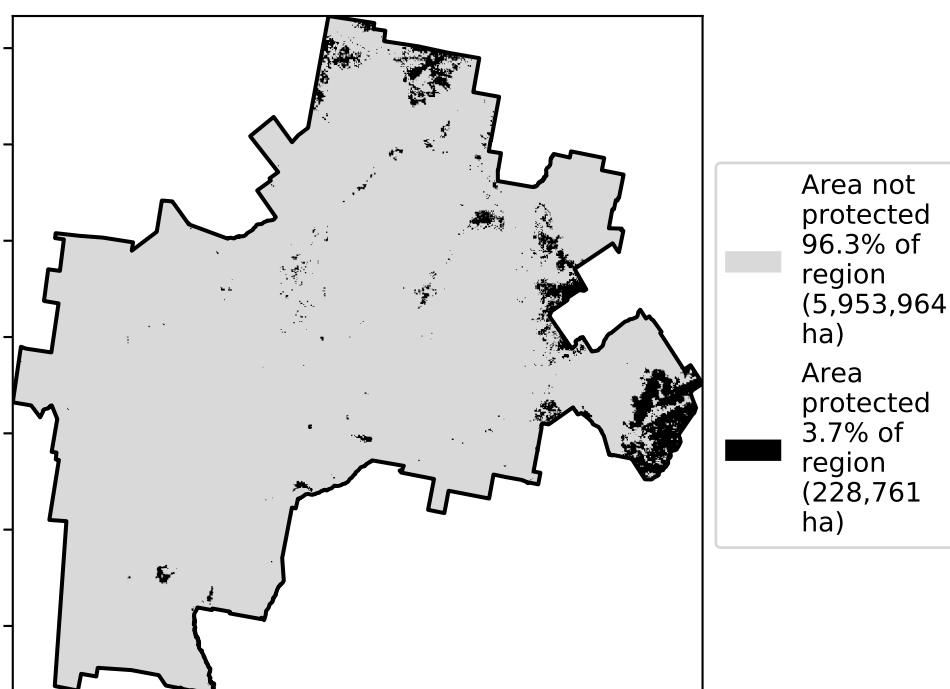 Area not
protected
96.3% of
region
(5,953,964
ha)
Area
protected
3.7% of
region
(228,761
ha)